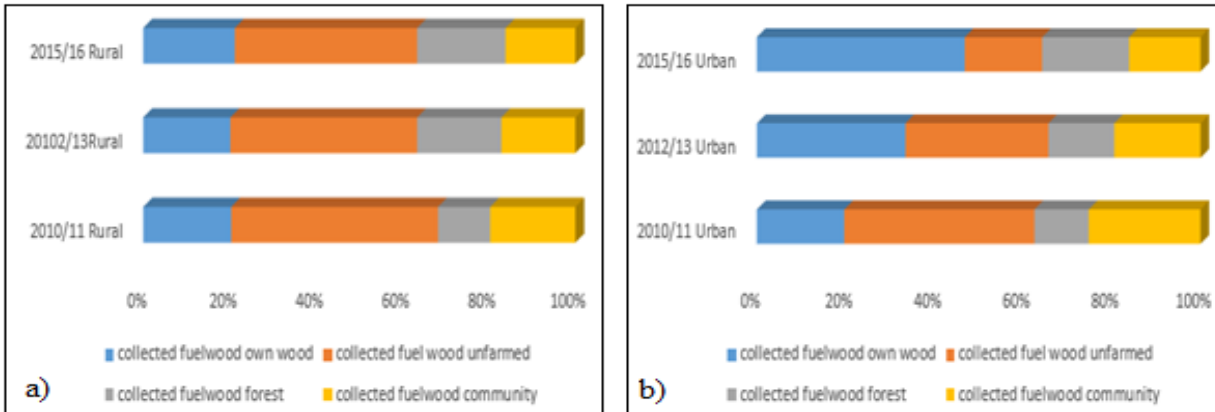 2015/16 Rural
20102/13Rural
2010/11 Rural
0% 20% 40% 60% 80% 100%
collected fuelwood own wood collected fuel wood unfarmed
collected fuelwood forest collected fuelwood community
a)
2015/16 Urban
2012/13 Urban
2010/11 Urban
0% 20% 40% 60% 80% 100%
collected fuelwood own wood collected fuel wood unfarmed
collected fuelwood forest collected fuelwood community
b)